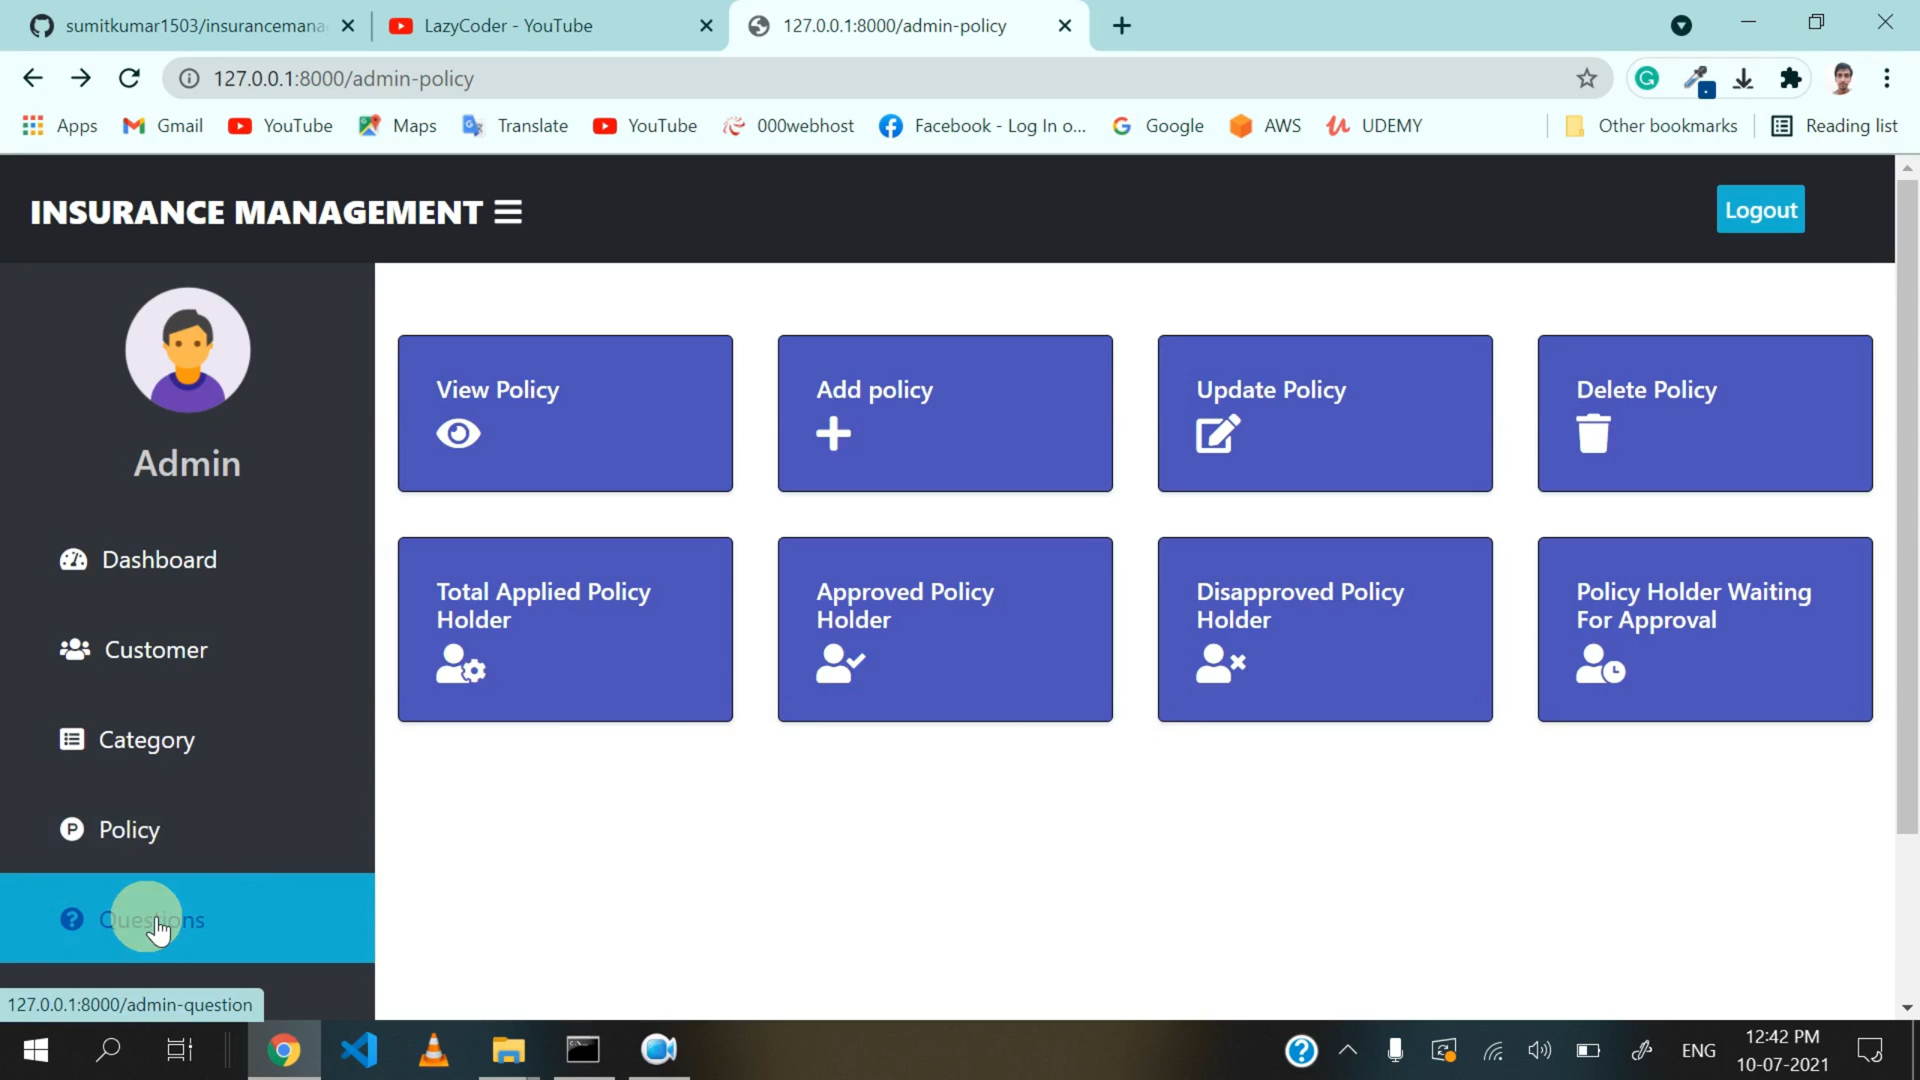 sumitkumar1503/insurancemana
LazyCoder - YouTube
127.0.0.1:8000/admin-policy
127.0.0.1:8000/admin-policy
Apps
Gmail
YouTube
Maps
Translate
YouTube
000webhost
Facebook - Log In o...
Google
AWS
UDEMY
Other bookmarks
Reading list
INSURANCE MANAGEMENT
Logout
Admin
Dashboard
Customer
Category
Policy
Questions
View Policy
Add policy
Update Policy
Delete Policy
Total Applied Policy
Holder
Approved Policy
Holder
Disapproved Policy
Holder
Policy Holder Waiting
For Approval
127.0.0.1:8000/admin-question
ENG
12:42 PM
10-07-2021